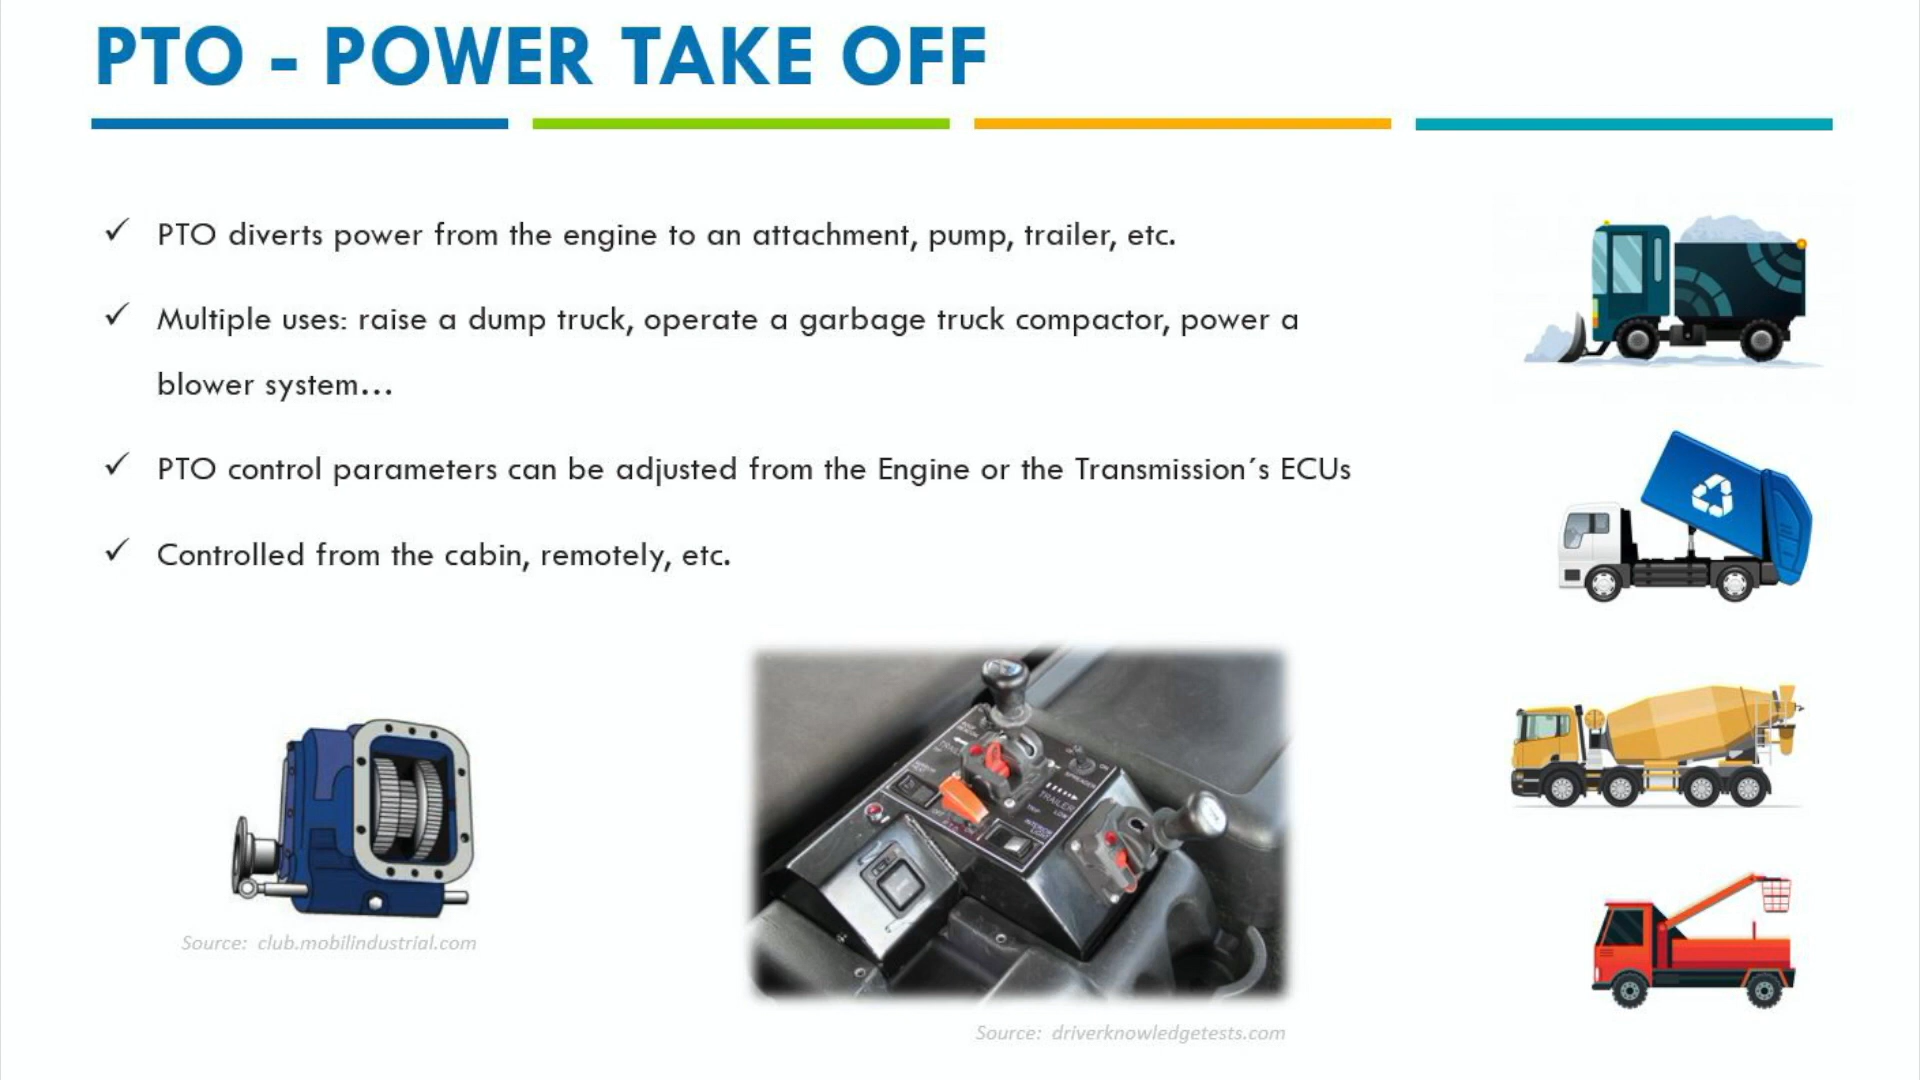 PTO - POWER TAKE OFF
✓ PTO diverts power from the engine to an attachment, pump, trailer, etc.
✓ Multiple uses: raise a dump truck, operate a garbage truck compactor, power a
blower system...
✓ PTO control parameters can be adjusted from the Engine or the Transmission´s ECUs
✓ Controlled from the cabin, remotely, etc.
TRAILER
Source: club.mobilindustrial.com
Source: driverknowledgetests.com